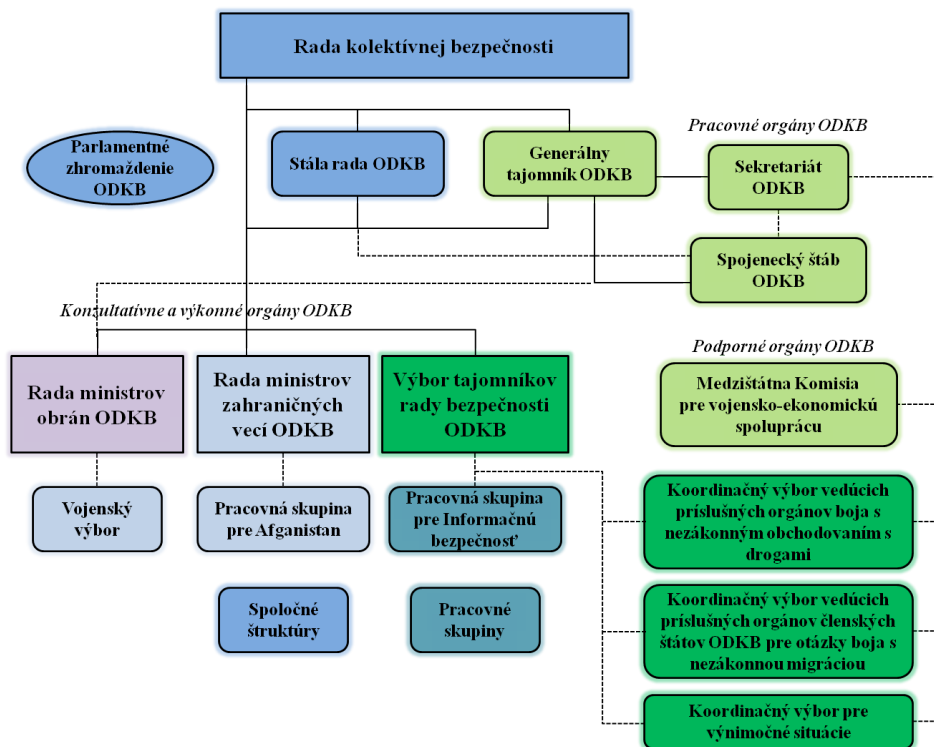 Rada kolektívnej bezpečnosti
Parlamentné
zhromaždenie
ODKB
Stála rada ODKB
Generálny
tajomník ODKB
Pracovné orgány ODKB
Sekretariát
ODKB
Spojenecký štáb
ODKB
Konzultatívne a výkonné orgány ODKB
Rada ministrov
obrán ODKB
Rada ministrov
zahraničných
vecí ODKB
Výbor tajomníkov
rady bezpečnosti
ODKB
Podporné orgány ODKB
Medzištátna Komisia
pre vojensko-ekonomickú
spoluprácu
Vojenský
výbor
Pracovná skupina
pre Afganistan
Pracovná skupina
pre Informačnú
bezpečnosť
Koordinačný výbor vedúcich
príslušných orgánov boja s
nezákonným obchodovaním s
drogami
Spoločné
štruktúry
Pracovné
skupiny
Koordinačný výbor vedúcich
príslušných orgánov členských
štátov ODKB pre otázky boja s
nezákonnou migráciou
Koordinačný výbor pre
výnimočné situácie